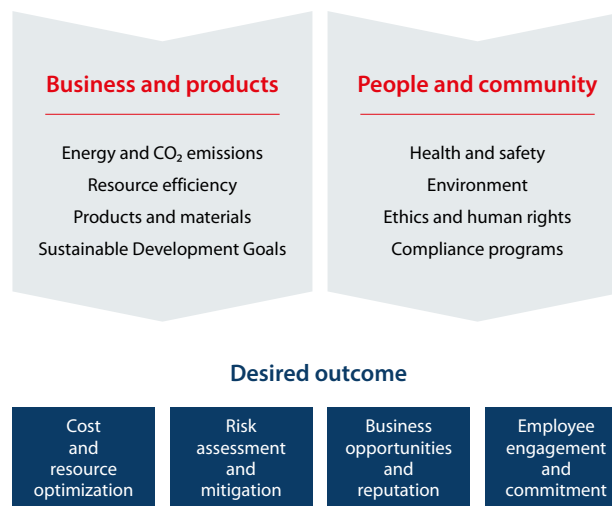 Business and products
Energy and CO₂ emissions
Resource efficiency
Products and materials
Sustainable Development Goals
People and community
Health and safety
Environment
Ethics and human rights
Compliance programs
Desired outcome
Cost
and
resource
optimization
Risk
assessment
and
mitigation
Business
opportunities
and
reputation
Employee
engagement
and
commitment